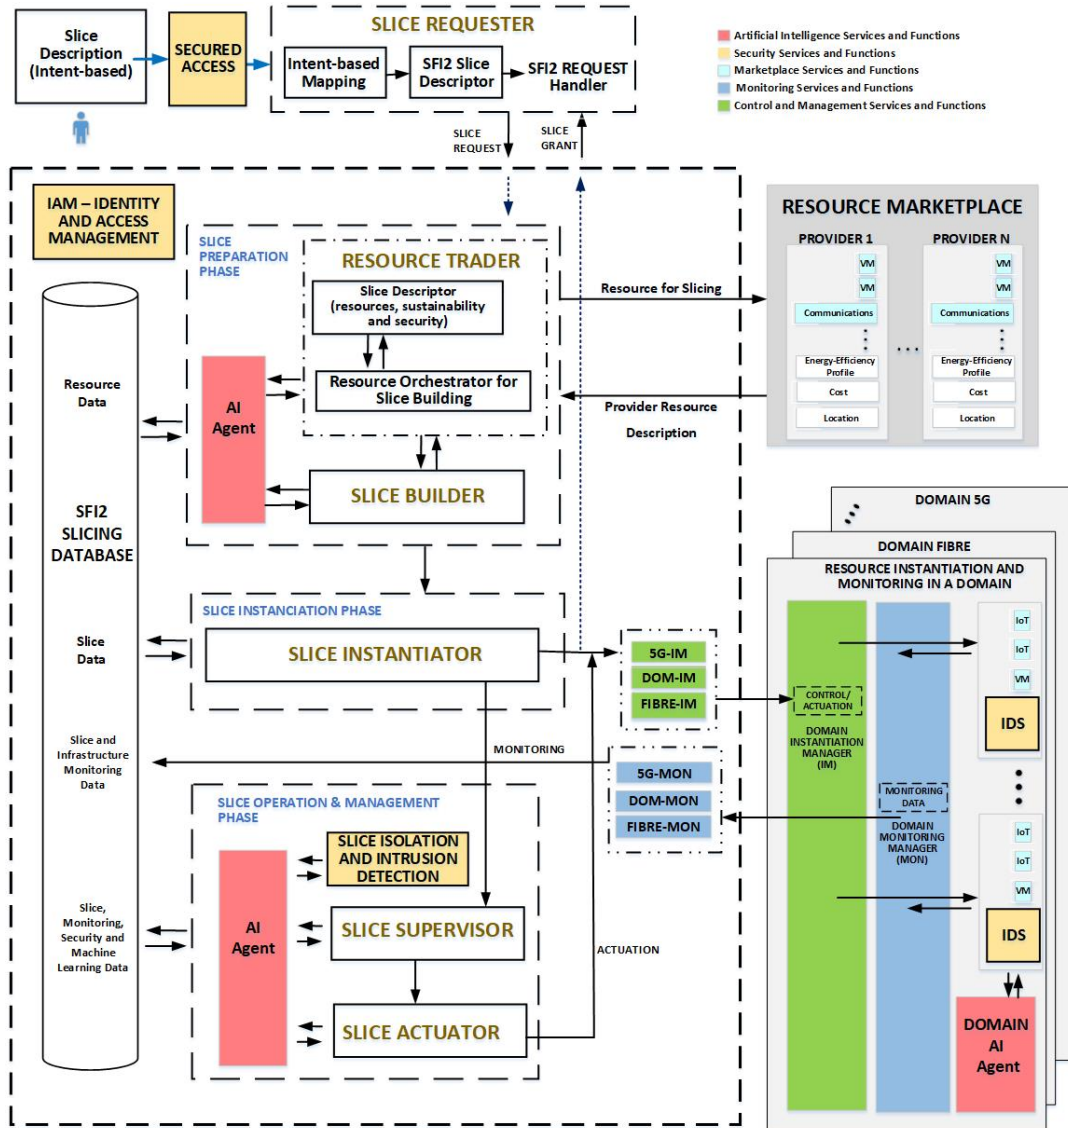 Slice
Description
(Intent-based)
SECURED
ACCESS
SLICE REQUESTER
Intent-based
Mapping
SFI2 Slice
Descriptor
SFI2 REQUEST
Handler
Artificial Intelligence Services and Functions
Security Services and Functions
Marketplace Services and Functions
Monitoring Services and Functions
Control and Management Services and Functions
SLICE
REQUEST
SLICE
GRANT
IAM – IDENTITY
AND ACCESS
MANAGEMENT
SLICE
PREPARATION
PHASE
RESOURCE TRADER
Slice Descriptor
(resources, sustainability
and security)
Resource Orchestrator for
Slice Building
AI
Agent
SLICE BUILDER
Resource for Slicing
Provider Resource
Description
RESOURCE MARKETPLACE
PROVIDER 1
VM
VM
Communications
Energy-Efficiency
Profile
Cost
Location
...
PROVIDER N
VM
VM
Communications
Energy-Efficiency
Profile
Cost
Location
Resource
Data
SFI2
SLICING
DATABASE
Slice
Data
Slice and
Infrastructure
Monitoring
Data
Slice,
Monitoring,
Security and
Machine
Learning Data
SLICE INSTANCIATION PHASE
SLICE INSTANTIATOR
5G-IM
DOM-IM
FIBRE-IM
MONITORING
5G-MON
DOM-MON
FIBRE-MON
SLICE OPERATION & MANAGEMENT
PHASE
SLICE ISOLATION
AND INTRUSION
DETECTION
AI
Agent
SLICE SUPERVISOR
SLICE ACTUATOR
ACTUATION
DOMAIN 5G
DOMAIN FIBRE
RESOURCE INSTANTIATION AND
MONITORING IN A DOMAIN
CONTROL/
ACTUATION
DOMAIN
INSTANTIATION
MANAGER
(IM)
MONITORING
DATA
DOMAIN
MONITORING
MANAGER
(MON)
IoT
IoT
VM
IDS
IoT
IoT
VM
IDS
DOMAIN
AI
Agent